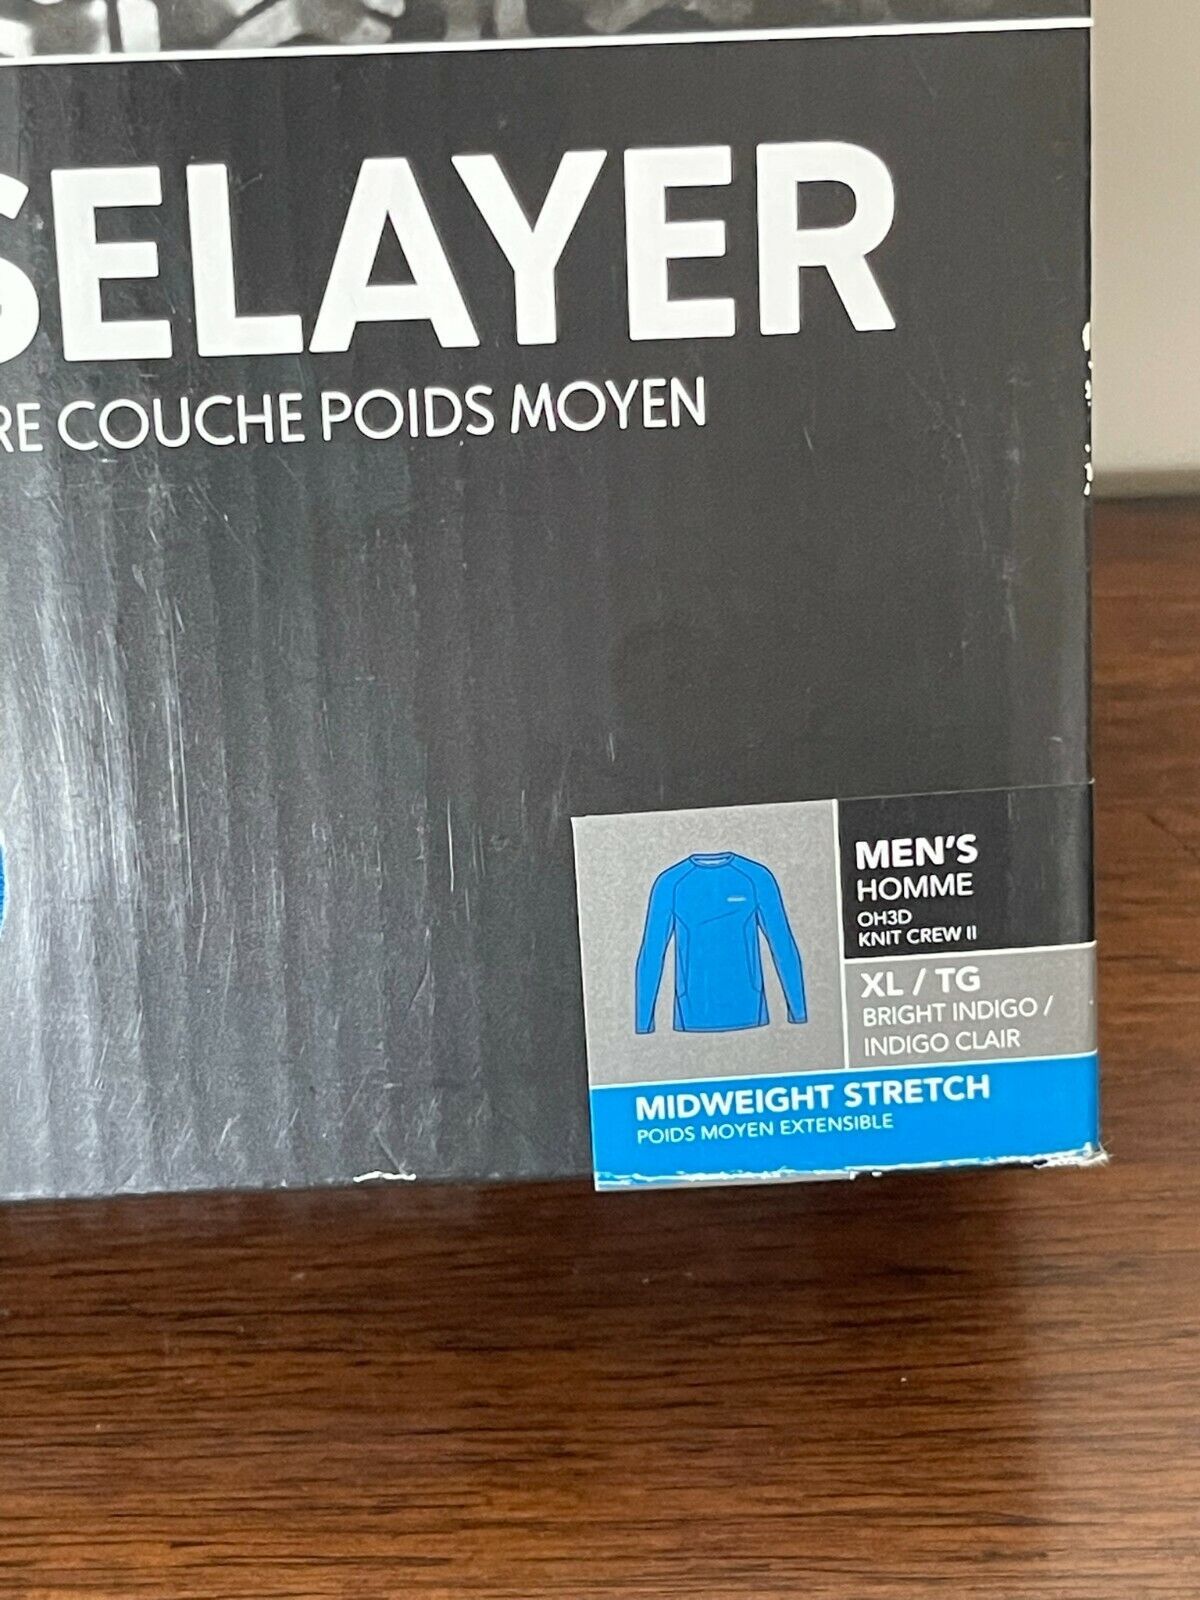 SELAYER
RE COUCHE POIDS MOYEN
MEN'S
HOMME
OH3D
KNIT CREW II
XL / TG
BRIGHT INDIGO /
INDIGO CLAIR
MIDWEIGHT STRETCH
POIDS MOYEN EXTENSIBLE